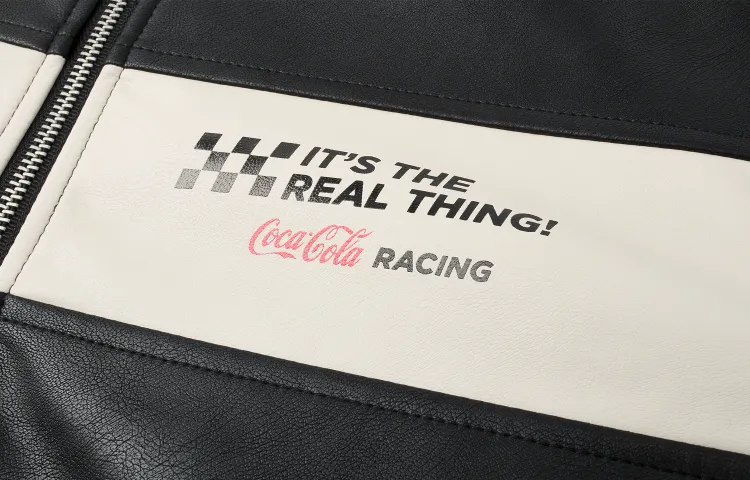 IT'S THE
REAL THING!
Coca-Cola RACING